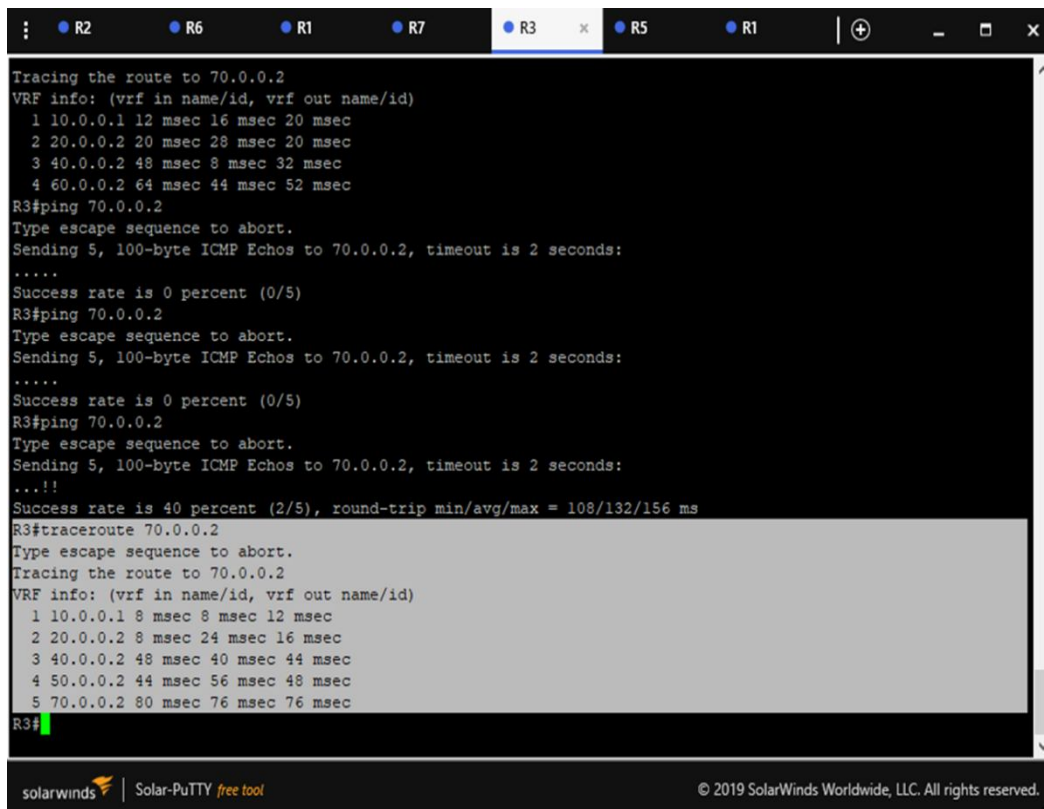 R2 R6 R1 R7 R3 × R5 R1
Tracing the route to 70.0.0.2
VRF info: (vrf in name/id, vrf out name/id)
1 10.0.0.1 12 msec 16 msec 20 msec
2 20.0.0.2 20 msec 28 msec 20 msec
3 40.0.0.2 48 msec 8 msec 32 msec
4 60.0.0.2 64 msec 44 msec 52 msec
R3#ping 70.0.0.2
Type escape sequence to abort.
Sending 5, 100-byte ICMP Echos to 70.0.0.2, timeout is 2 seconds:
.....
Success rate is 0 percent (0/5)
R3#ping 70.0.0.2
Type escape sequence to abort.
Sending 5, 100-byte ICMP Echos to 70.0.0.2, timeout is 2 seconds:
.....
Success rate is 0 percent (0/5)
R3#ping 70.0.0.2
Type escape sequence to abort.
Sending 5, 100-byte ICMP Echos to 70.0.0.2, timeout is 2 seconds:
...!!
Success rate is 40 percent (2/5), round-trip min/avg/max = 108/132/156 ms
R3#traceroute 70.0.0.2
Type escape sequence to abort.
Tracing the route to 70.0.0.2
VRF info: (vrf in name/id, vrf out name/id)
1 10.0.0.1 8 msec 8 msec 12 msec
2 20.0.0.2 8 msec 24 msec 16 msec
3 40.0.0.2 48 msec 40 msec 44 msec
4 50.0.0.2 44 msec 56 msec 48 msec
5 70.0.0.2 80 msec 76 msec 76 msec
R3#
solarwinds | Solar-PuTTY free tool © 2019 SolarWinds Worldwide, LLC. All rights reserved.